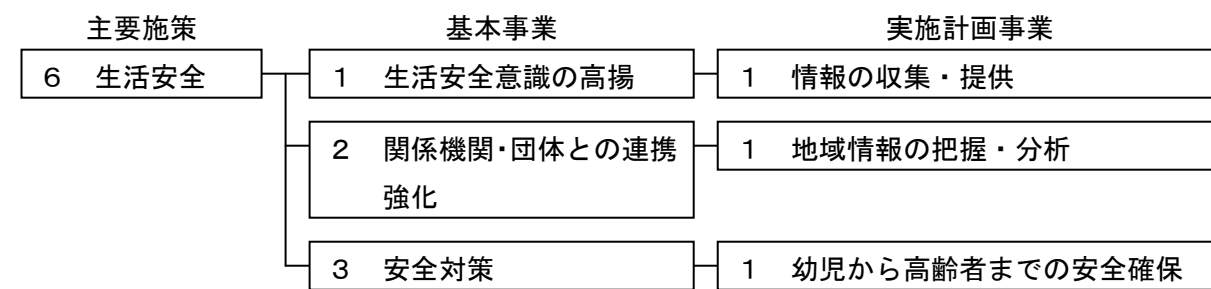 主要施策　基本事業　実施計画事業
６　生活安全　１　生活安全意識の高揚　１　情報の収集・提供
２　関係機関・団体との連携　１　地域情報の把握・分析
強化
３　安全対策　１　幼児から高齢者までの安全確保